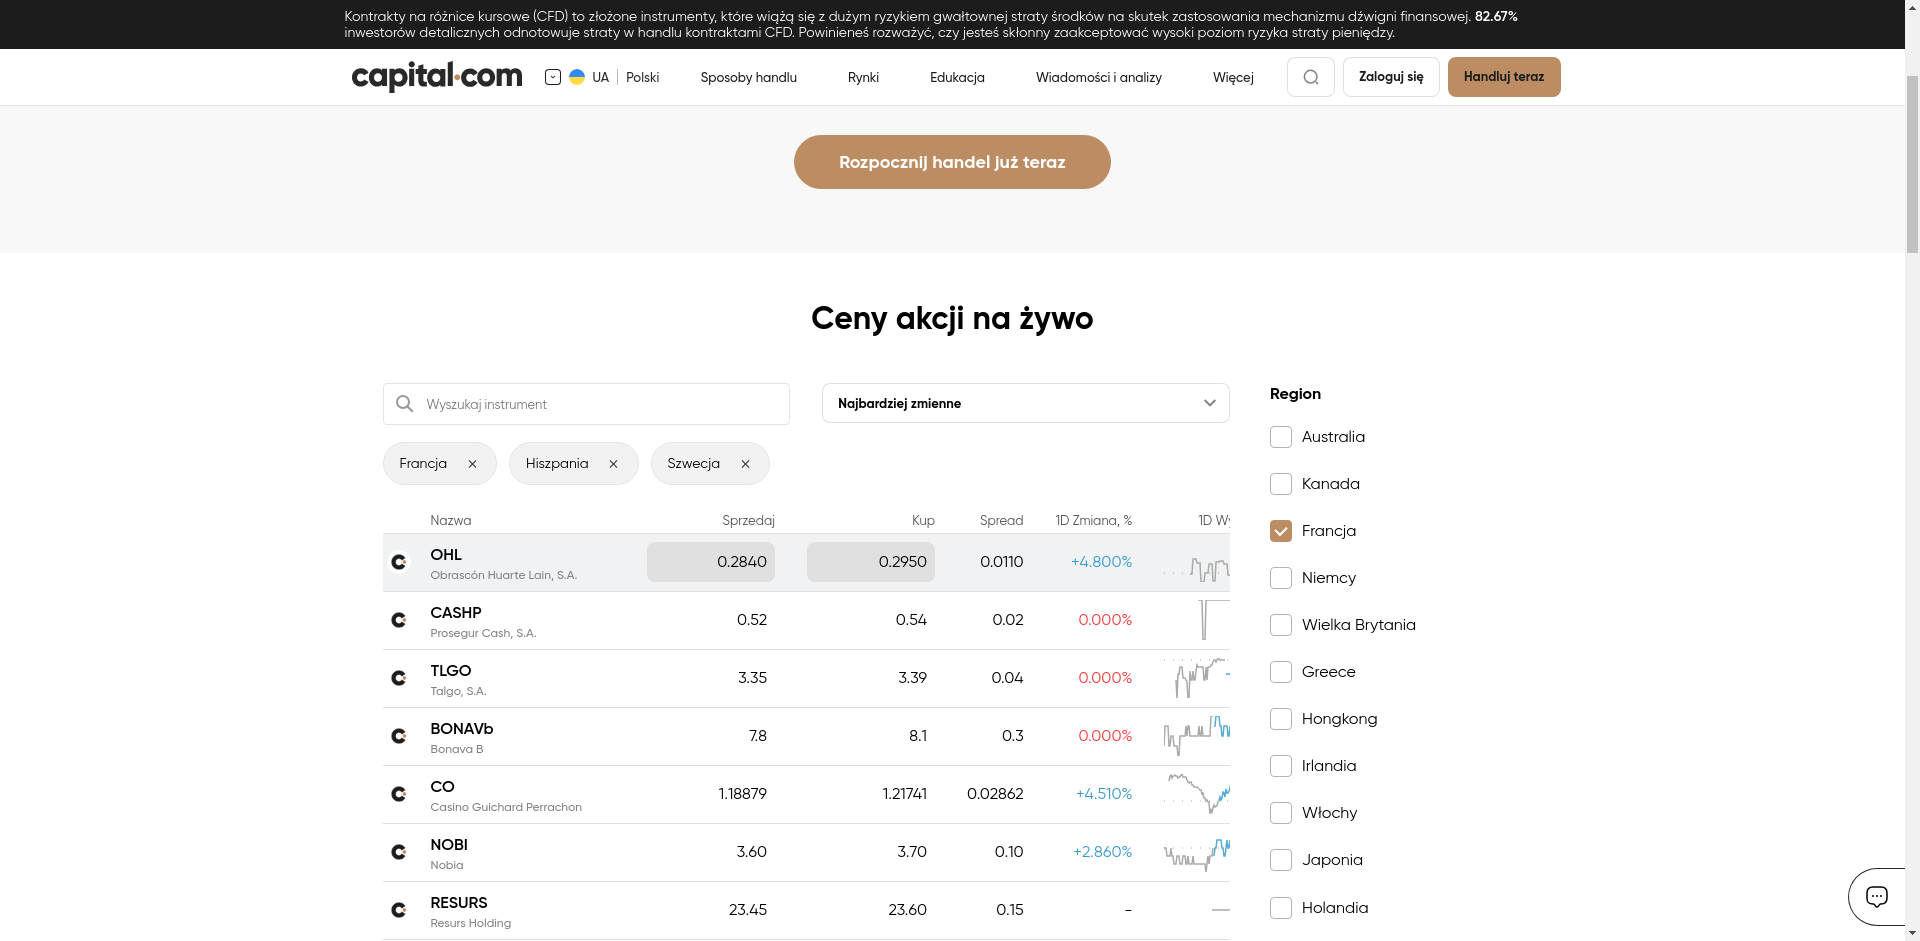 Kontrakty na różnice kursowe (CFD) to złożone instrumenty, które wiążą się z dużym ryzykiem gwałtownej straty środków na skutek zastosowania mechanizmu dźwigni finansowej. 82.67%
inwestorów detalicznych odnotowuje straty w handlu kontraktami CFD. Powinieneś rozważyć, czy jesteś skłonny zaakceptować wysoki poziom ryzyka straty pieniędzy.
capital.com UA Polski Sposoby handlu Rynki Edukacja Wiadomości i analizy Więcej Zaloguj się Handluj teraz
Rozpocznij handel już teraz
Ceny akcji na żywo
Wyszukaj instrument
Najbardziej zmienne
Francja Hiszpania Szwecja
Nazwa Sprzedaj Kup Spread 1D Zmiana, % 1D
OHL 0.2840 0.2950 0.0110 +4.800%
Obrascón Huarte Lain, S.A.
CASHP 0.52 0.54 0.02 0.000%
Prosegur Cash, S.A.
TLGO 3.35 3.39 0.04 0.000%
Talgo, S.A.
BONAVb 7.8 8.1 0.3 0.000%
Bonava B
CO 1.18879 1.21741 0.02862 +4.510%
Casino Guichard Perrachon
NOBI 3.60 3.70 0.10 +2.860%
Nobia
RESURS 23.45 23.60 0.15 -
Resurs Holding
Region
Australia
Kanada
Francja
Niemcy
Wielka Brytania
Greece
Hongkong
Irlandia
Włochy
Japonia
Holandia